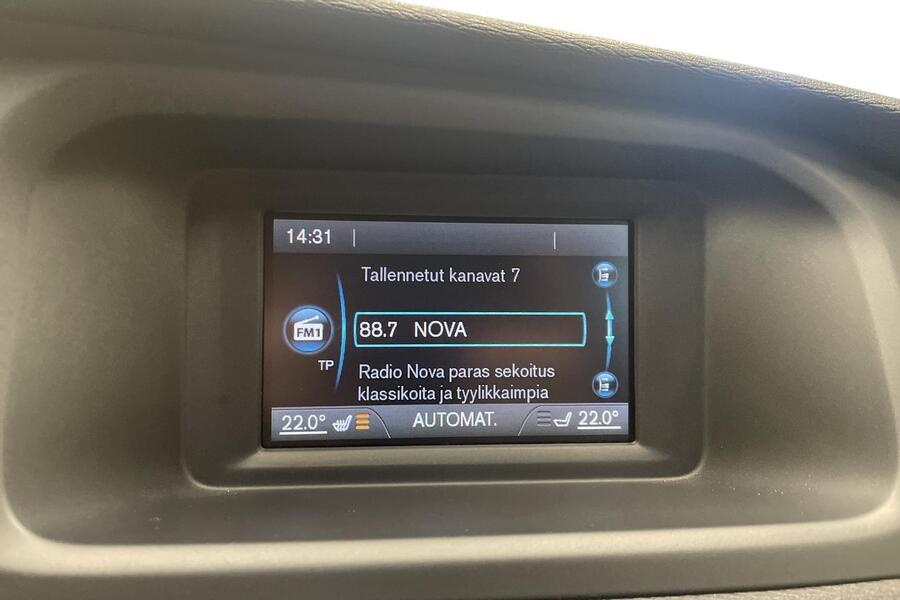 14:31
Tallennetut kanavat 7
FM1
88.7 NOVA
TP
Radio Nova paras sekoitus
klassikoita ja tyylikkaimpia
22.0° AUTOMAT. 22.0°